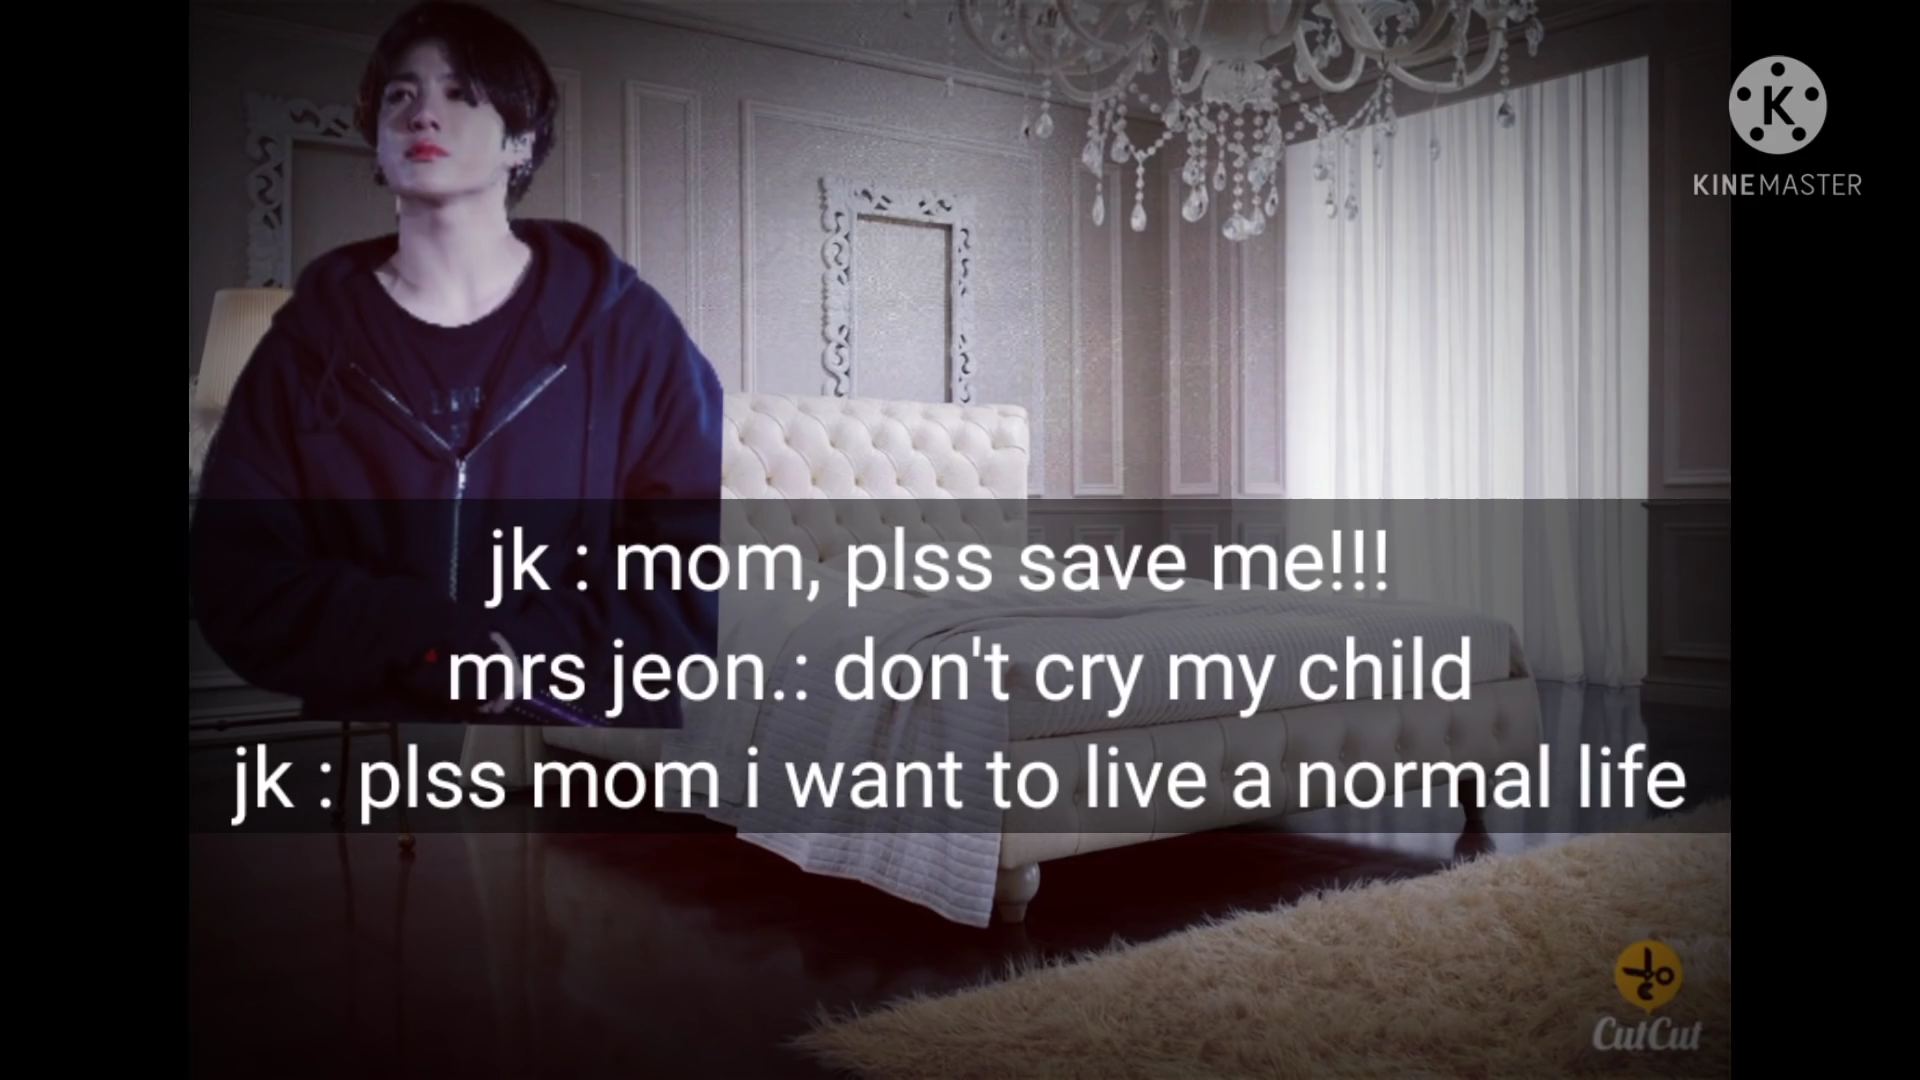 K
KINEMASTER
jk : mom, plss save me!!!
mrs jeon.: don't cry my child
jk : plss mom i want to live a normal life
CutCut